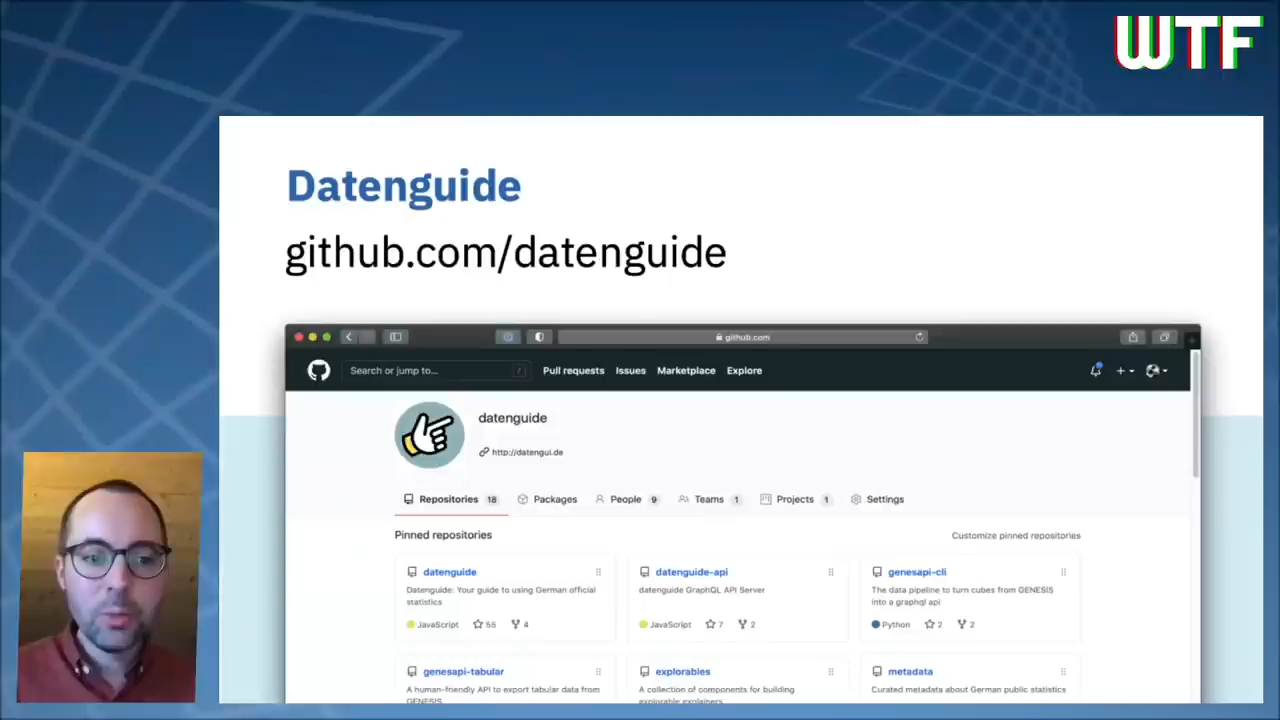 WTF
Datenguide
github.com/datenguide
github.com
Search or jump to...
/
Pull requests
Issues
Marketplace
Explore
datenguide
http://datengui.de
Repositories 18
Packages
People 9
Teams 1
Projects 1
Settings
Pinned repositories
Customize pinned repositories
datenguide
Datenguide: Your guide to using German official
statistics
JavaScript 55 4
datenguide-api
datenguide GraphQL API Server
JavaScript 7 2
genesapi-cli
The data pipeline to turn cubes from GENESIS
into a graphql api
Python 2 2
genesapi-tabular
A human-friendly API to export tabular data from
GENESIS.
explorables
A collection of components for building
explorable explainers
metadata
Curated metadata about German public statistics